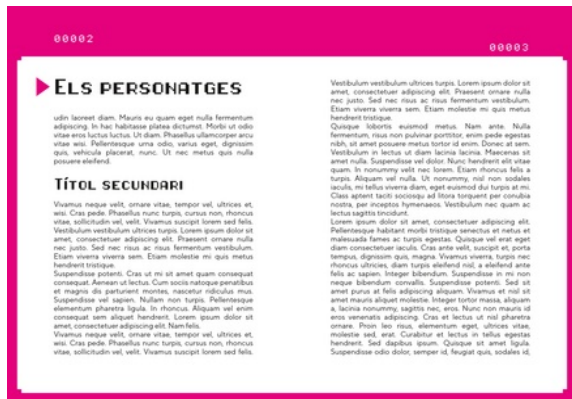 00002
00003
Els personatges
udin laoreet diam. Mauris eu quam eget nulla fermentum
adipiscing. In hac habitasse platea dictumst. Morbi ut odio
vitae eros luctus luctus. Ut diam. Phasellus ullamcorper arcu
vitae wisi. Pellentesque urna odio, varius eget, dignissim
quis, vehicula placerat, nunc. Ut nec metus quis nulla
posuere eleifend.
Títol secundari
Vivamus neque velit, ornare vitae, tempor vel, ultrices et,
wisi. Cras pede. Phasellus nunc turpis, cursus non, rhoncus
vitae, sollicitudin vel, velit. Vivamus suscipit lorem sed felis.
Vestibulum vestibulum ultrices turpis. Lorem ipsum dolor sit
amet, consectetuer adipiscing elit. Praesent ornare nulla
nec justo. Sed nec risus ac risus fermentum vestibulum.
Etiam viverra viverra sem. Etiam molestie mi quis metus
hendrerit tristique.
Suspendisse potenti. Cras ut mi sit amet quam consequat
consequat. Aenean ut lectus. Cum sociis natoque penatibus
et magnis dis parturient montes, nascetur ridiculus mus.
Suspendisse vel sapien. Nullam non turpis. Pellentesque
elementum pharetra ligula. In rhoncus. Aliquam vel enim
consequat sem aliquet hendrerit. Lorem ipsum dolor sit
amet, consectetuer adipiscing elit. Nam felis.
Vivamus neque velit, ornare vitae, tempor vel, ultrices et,
wisi. Cras pede. Phasellus nunc turpis, cursus non, rhoncus
vitae, sollicitudin vel, velit. Vivamus suscipit lorem sed felis.
Vestibulum vestibulum ultrices turpis. Lorem ipsum dolor sit
amet, consectetuer adipiscing elit. Praesent ornare nulla
nec justo. Sed nec risus ac risus fermentum vestibulum.
Etiam viverra viverra sem. Etiam molestie mi quis metus
hendrerit tristique.
Quisque lobortis euismod metus. Nam ante. Nulla
fermentum, risus non pulvinar porttitor, enim pede egestas
nibh, sit amet posuere metus tortor id enim. Donec at sem.
Vestibulum in lectus ut diam lacinia lacinia. Maecenas sit
amet nulla. Suspendisse vel dolor. Nunc hendrerit elit vitae
quam. In nonummy velit nec lorem. Etiam rhoncus felis a
turpis. Aliquam vel nulla. Ut nonummy, nisl non sodales
iaculis, mi tellus viverra diam, eget euismod dui turpis at mi.
Class aptent taciti sociosqu ad litora torquent per conubia
nostra, per inceptos hymenaeos. Vestibulum nec quam ac
lectus sagittis tincidunt.
Lorem ipsum dolor sit amet, consectetuer adipiscing elit.
Pellentesque habitant morbi tristique senectus et netus et
malesuada fames ac turpis egestas. Quisque vel erat eget
diam consectetuer iaculis. Cras ante velit, suscipit et, porta
tempus, dignissim quis, magna. Vivamus viverra, turpis nec
rhoncus ultricies, diam turpis eleifend nisl, a eleifend ante
felis ac sapien. Integer bibendum. Suspendisse in mi non
neque bibendum convallis. Suspendisse potenti. Sed sit
amet purus at felis adipiscing aliquam. Vivamus et nisl sit
amet mauris aliquet molestie. Integer tortor massa, aliquam
a, lacinia nonummy, sagittis nec, eros. Nunc non mauris id
eros venenatis adipiscing. Cras et lectus ut nisl pharetra
ornare. Proin leo risus, elementum eget, ultrices vitae,
molestie sed, erat. Curabitur et lectus in tellus egestas
hendrerit. Sed dapibus ipsum. Quisque sit amet ligula.
Suspendisse odio dolor, semper id, feugiat quis, sodales id,